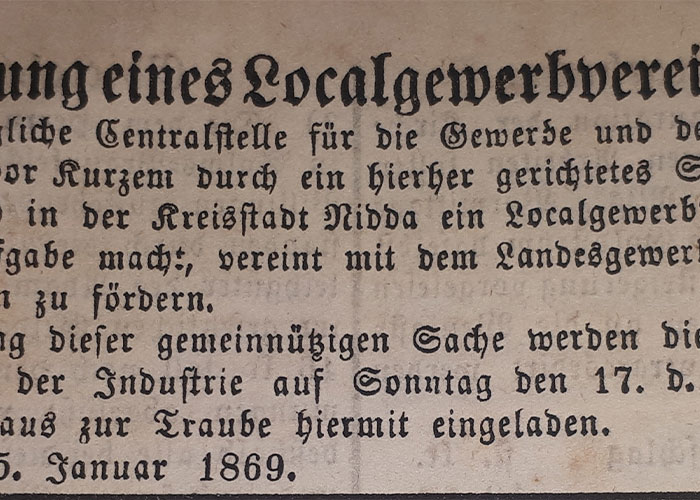 ung eines Localgewerbverei
liche Centralstelle für die Gewerbe und de
or Kurzem durch ein hierher gerichtetes S
in der Kreisstadt Nidda ein Localgewerb
fgabe macht, vereint mit dem Landesgewer
n zu fördern.
ng dieser gemeinnützigen Sache werden die
der Industrie auf Sonntag den 17. d.
aus zur Traube hiermit eingeladen.
5. Januar 1869.